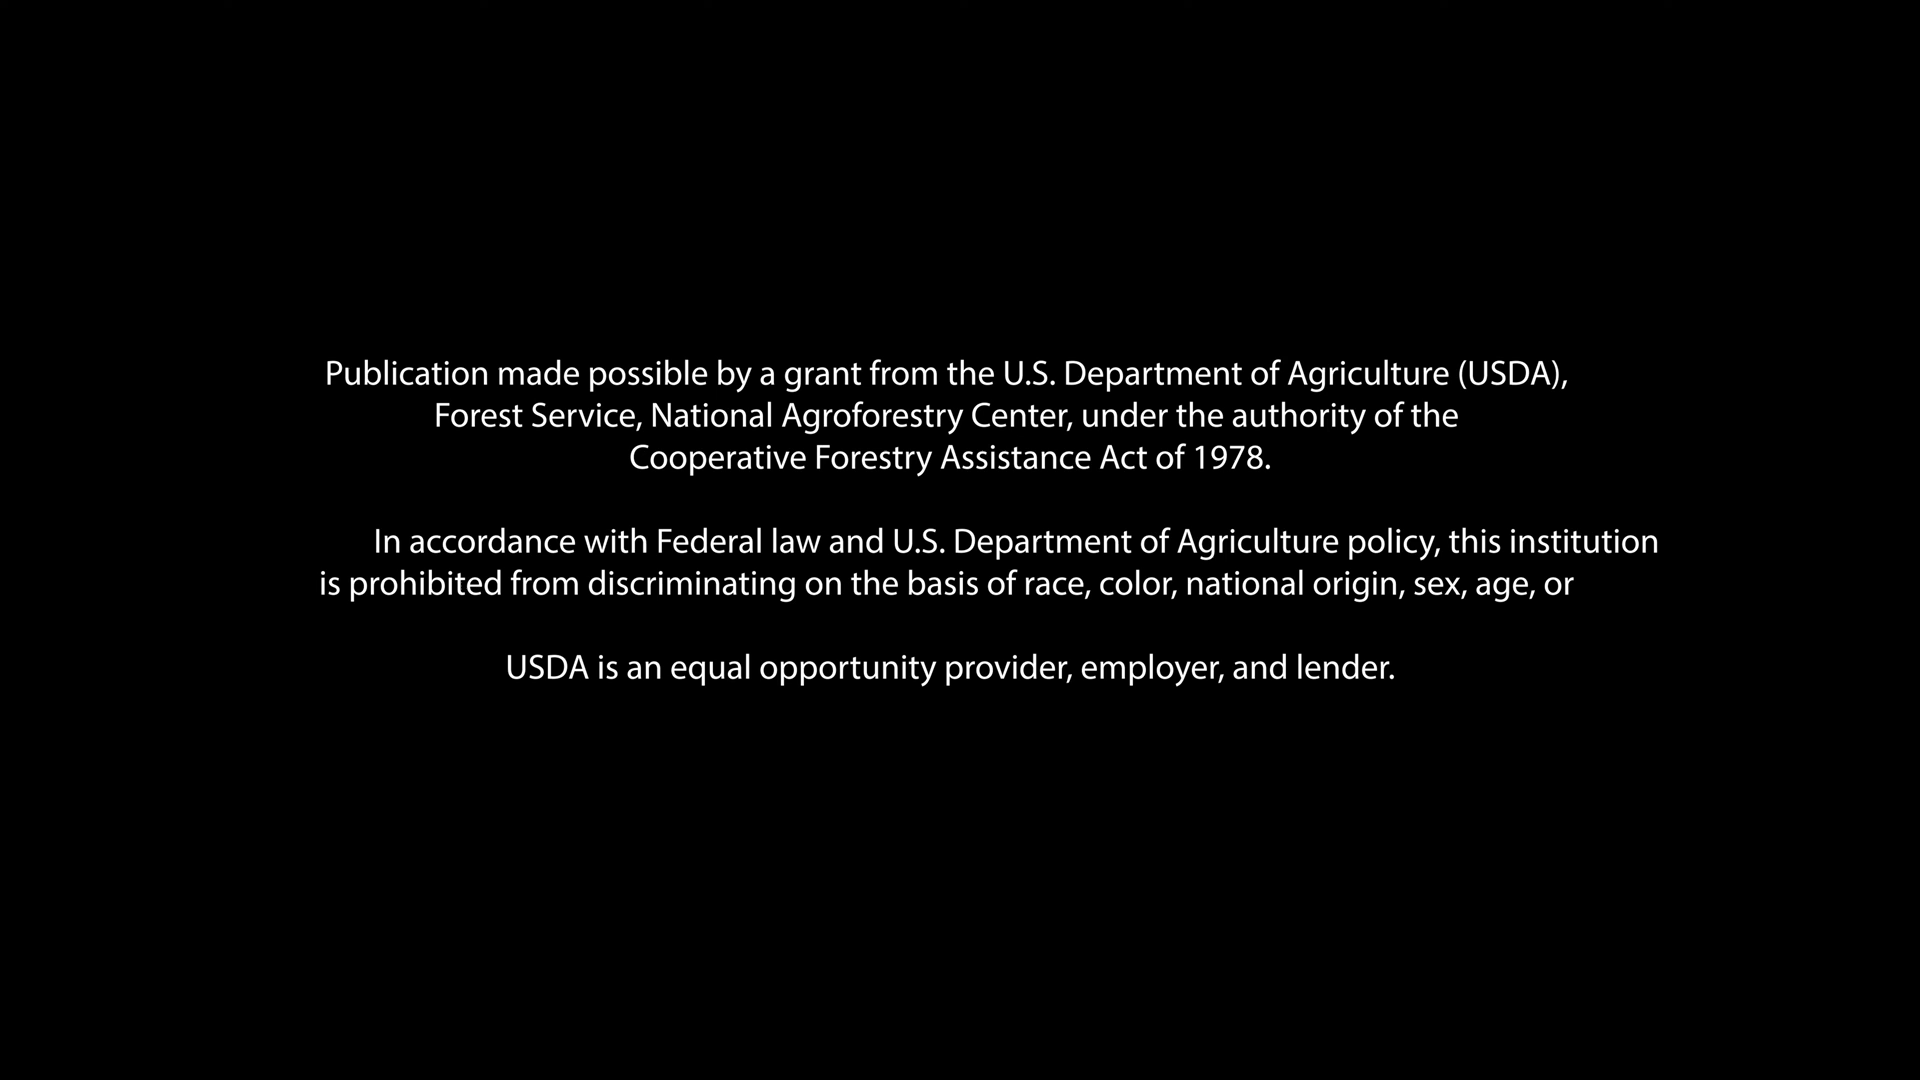 Publication made possible by a grant from the U.S. Department of Agriculture (USDA),
Forest Service, National Agroforestry Center, under the authority of the
Cooperative Forestry Assistance Act of 1978.
In accordance with Federal law and U.S. Department of Agriculture policy, this institution
is prohibited from discriminating on the basis of race, color, national origin, sex, age, or
USDA is an equal opportunity provider, employer, and lender.